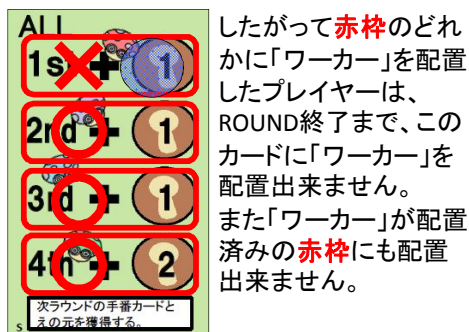 ALL
1s + 1
2nd + 1
3rd + 1
4th + 2
次ラウンドの手番カードと
えの元を獲得する。
S
したがって赤枠のどれ
かに「ワーカー」を配置
したプレイヤーは、
ROUND終了まで、この
カードに「ワーカー」を
配置出来ません。
また「ワーカー」が配置
済みの赤枠にも配置
出来ません。